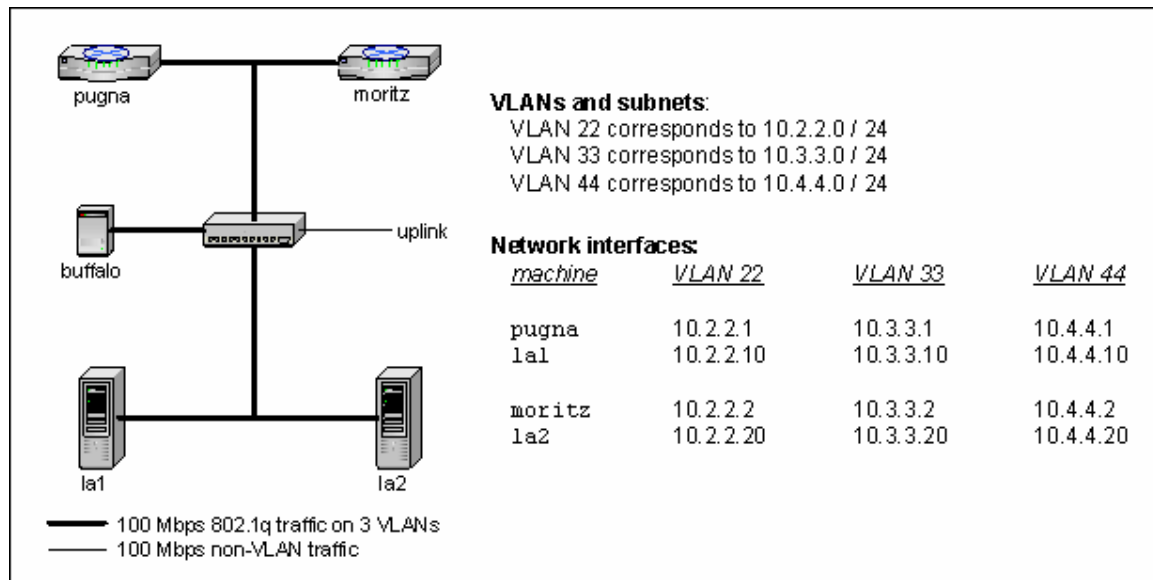 pugna
moritz
buffalo
uplink
la1
la2
100 Mbps 802.1q traffic on 3 VLANs
100 Mbps non-VLAN traffic
VLANs and subnets:
VLAN 22 corresponds to 10.2.2.0 / 24
VLAN 33 corresponds to 10.3.3.0 / 24
VLAN 44 corresponds to 10.4.4.0 / 24
Network interfaces:
machine VLAN 22 VLAN 33 VLAN 44
pugna 10.2.2.1 10.3.3.1 10.4.4.1
la1 10.2.2.10 10.3.3.10 10.4.4.10
moritz 10.2.2.2 10.3.3.2 10.4.4.2
la2 10.2.2.20 10.3.3.20 10.4.4.20